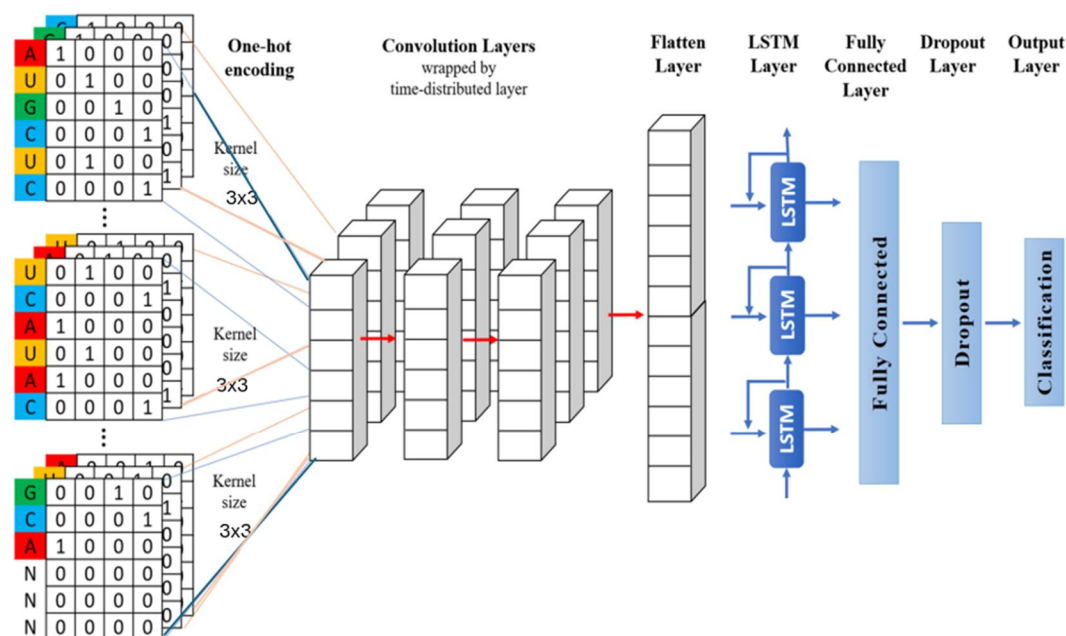 One-hot
encoding
Convolution Layers
wrapped by
time-distributed layer
Flatten
Layer
LSTM
Layer
Fully
Connected
Layer
Dropout
Layer
Output
Layer
A 1 0 0 0
U 0 1 0 0
G 0 0 1 0
C 0 0 0 1
U 0 1 0 0
C 0 0 0 1
Kernel
size
3x3
U 0 1 0 0
C 0 0 0 1
A 1 0 0 0
U 0 1 0 0
A 1 0 0 0
C 0 0 0 1
Kernel
size
3x3
G 0 0 1 0
C 0 0 0 1
A 1 0 0 0
N 0 0 0 0
N 0 0 0 0
N 0 0 0 0
Kernel
size
3x3
LSTM
LSTM
LSTM
Fully Connected
Dropout
Classification